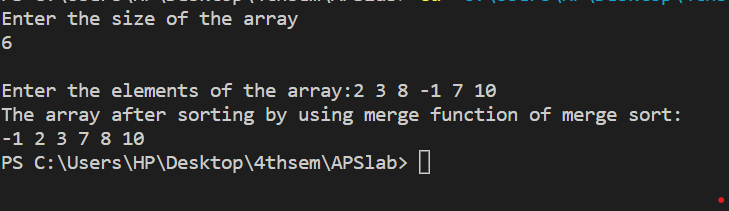 Enter the size of the array
6
Enter the elements of the array:2 3 8 -1 7 10
The array after sorting by using merge function of merge sort:
-1 2 3 7 8 10
PS C:\Users\HP\Desktop\4thsem\APSlab>